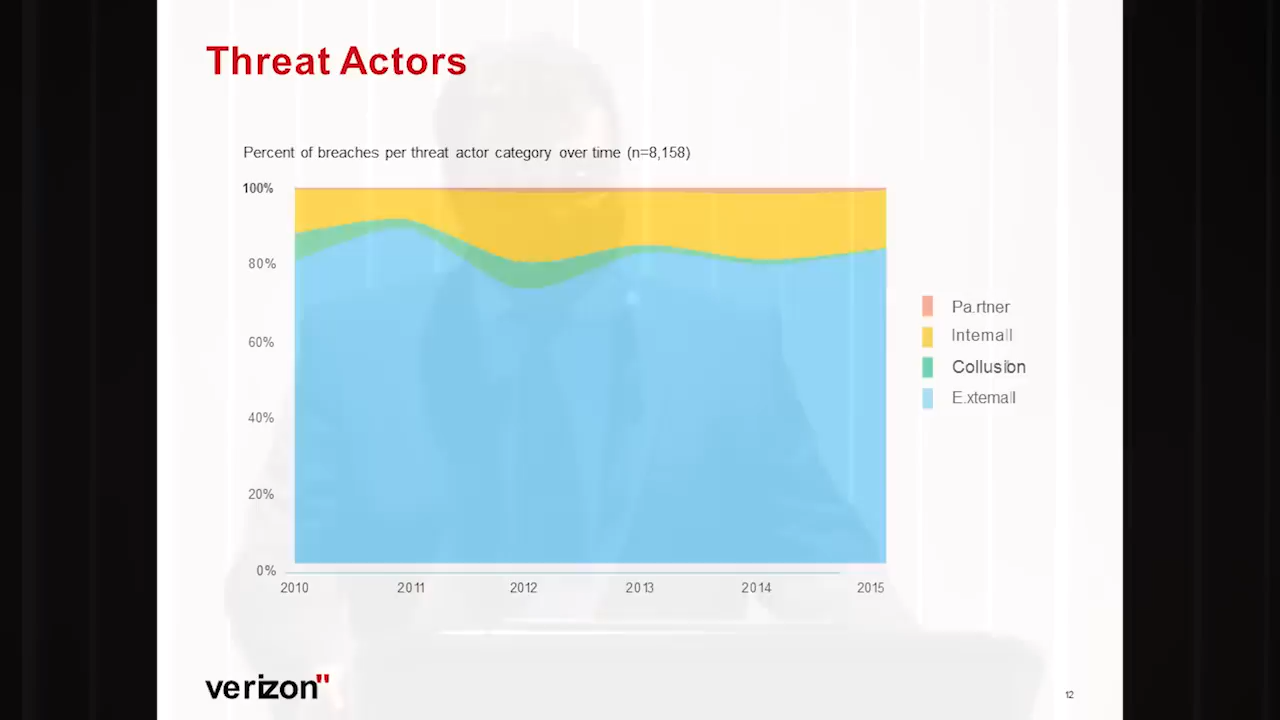 Threat Actors
Percent of breaches per threat actor category over time (n=8,158)
100%
80%
60%
40%
20%
0%
2010 2011 2012 2013 2014 2015
Pa.rtner
Intemall
Colluslon
E.xtemall
verizon"
12